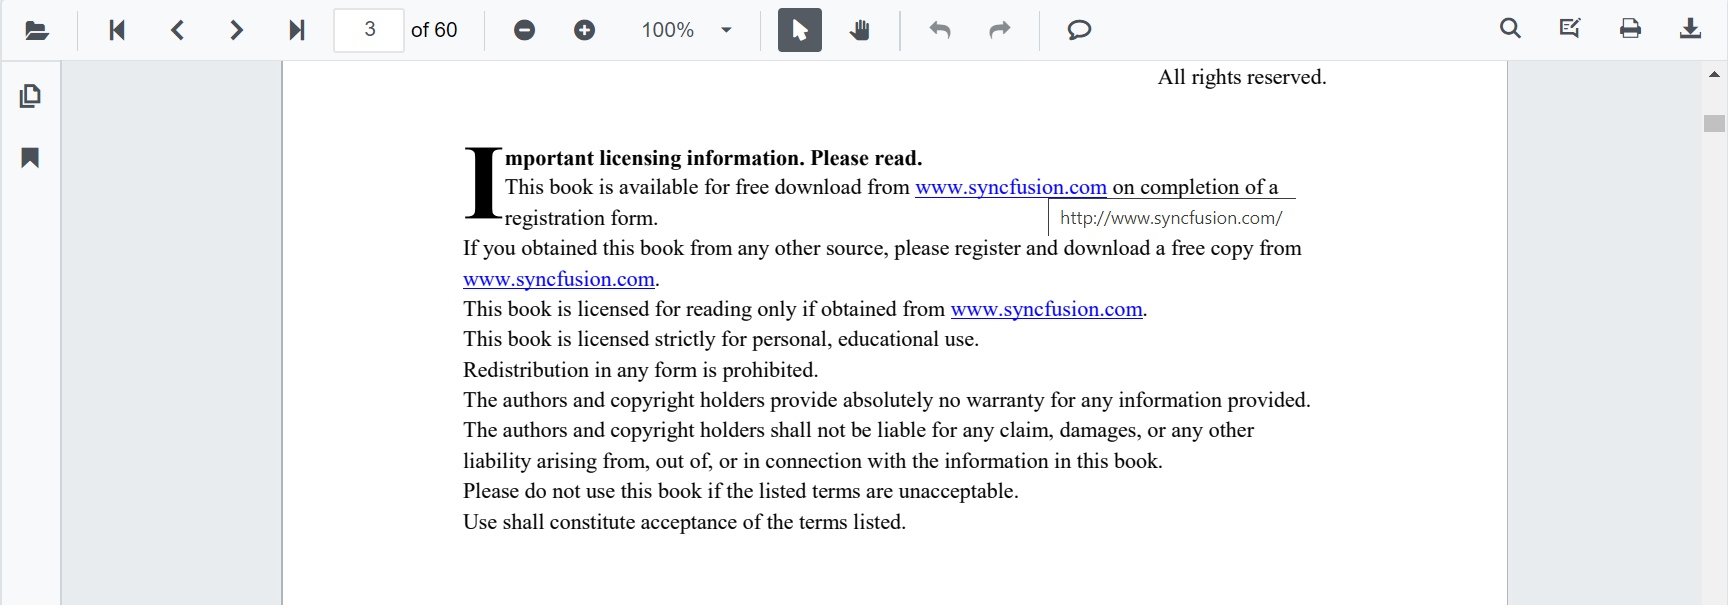 3 of 60 100%
All rights reserved.
Important licensing information. Please read.
This book is available for free download from www.syncfusion.com on completion of a
registration form.
http://www.syncfusion.com/
If you obtained this book from any other source, please register and download a free copy from
www.syncfusion.com.
This book is licensed for reading only if obtained from www.syncfusion.com.
This book is licensed strictly for personal, educational use.
Redistribution in any form is prohibited.
The authors and copyright holders provide absolutely no warranty for any information provided.
The authors and copyright holders shall not be liable for any claim, damages, or any other
liability arising from, out of, or in connection with the information in this book.
Please do not use this book if the listed terms are unacceptable.
Use shall constitute acceptance of the terms listed.